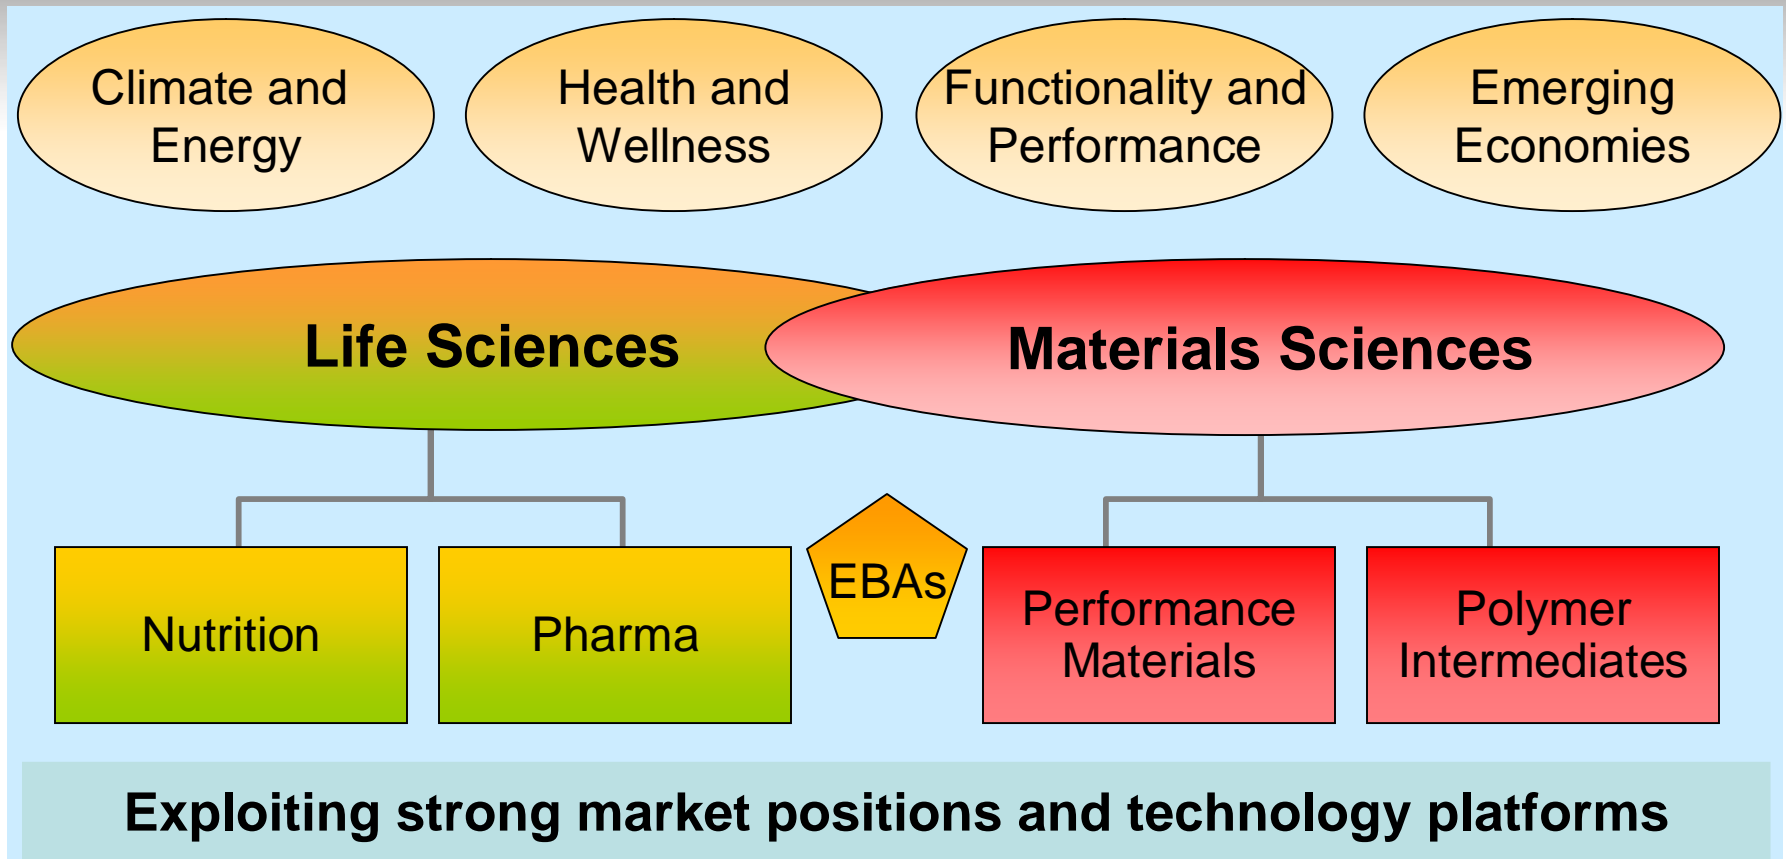 Climate and
Energy
Health and
Wellness
Functionality and
Performance
Emerging
Economies
Life Sciences
Materials Sciences
Nutrition
Pharma
EBAs
Performance
Materials
Polymer
Intermediates
Exploiting strong market positions and technology platforms